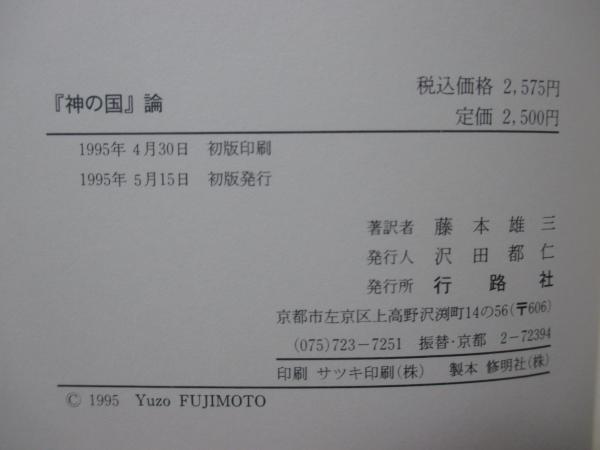 『神の国』論
税込価格 2,575円
定価 2,500円
1995年 4月30日 初版印刷
1995年 5月15日 初版発行
著訳者 藤本雄三
発行人 沢田都仁
発行所 行路社
京都市左京区上高野沢渕町14の56(〒606)
(075)723-7251 振替・京都 2-72394
印刷 サツキ印刷(株) 製本 修明社(株)
© 1995 Yuzo FUJIMOTO